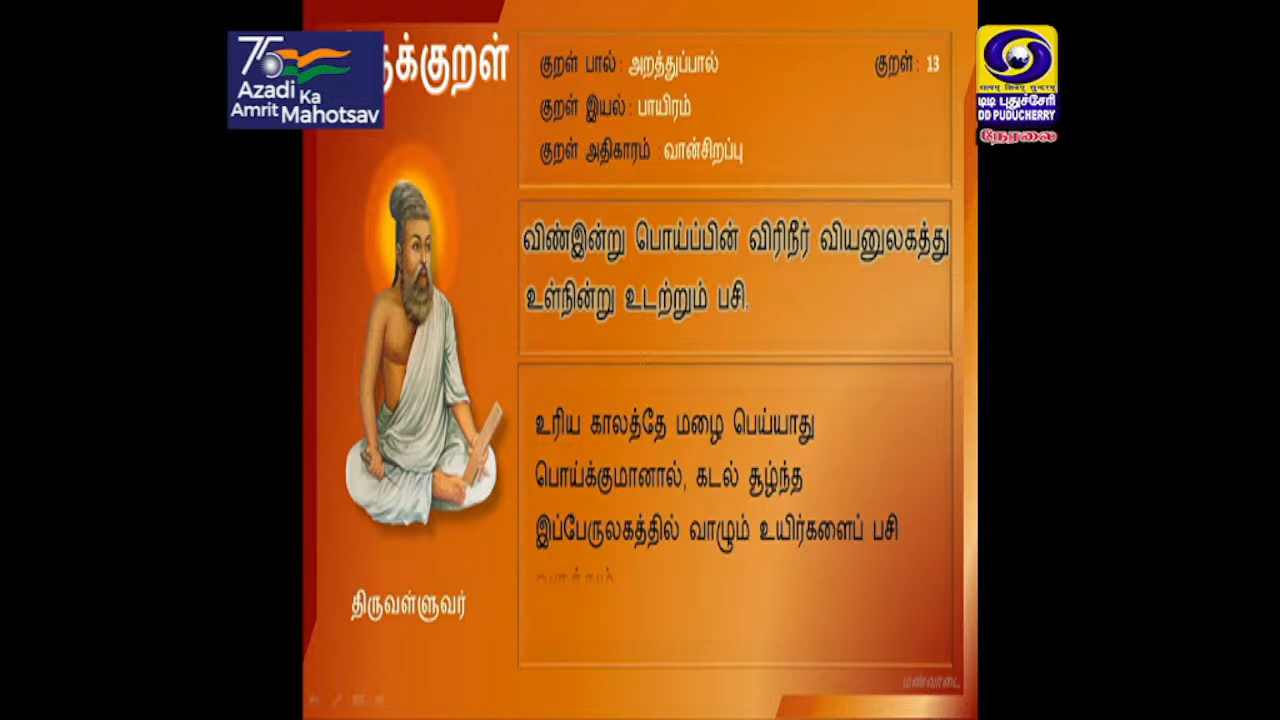 75
Azadi Ka
Amrit Mahotsav
க்குறள்
குறள் பால் : அறத்துப்பால்
குறள் : 13
குறள் இயல் : பாயிரம்
குறள் அதிகாரம் : வான்சிறப்பு
டிடி புதுச்சேரி
DD PUDUCHERRY
நேரலை
விண்இன்று பொய்ப்பின் விரிநீர் வியனுலகத்து
உள்நின்று உடற்றும் பசி.
உரிய காலத்தே மழை பெய்யாது
பொய்க்குமானால், கடல் சூழ்ந்த
இப்பேருலகத்தில் வாழும் உயிர்களைப் பசி
திருவள்ளுவர்